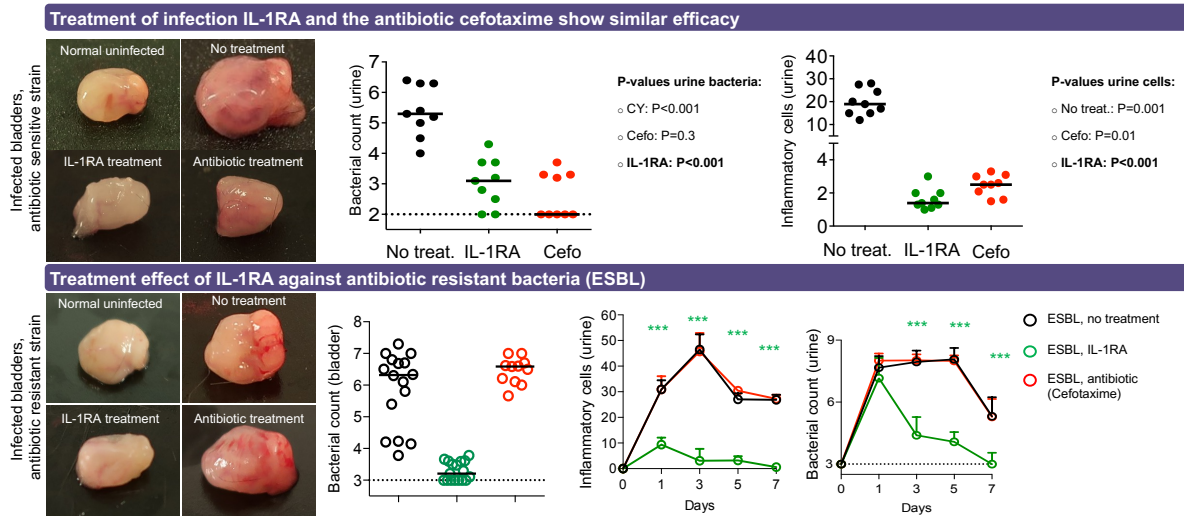 Treatment of infection IL-1RA and the antibiotic cefotaxime show similar efficacy
Infected bladders,
antibiotic sensitive strain
Normal uninfected
No treatment
IL-1RA treatment
Antibiotic treatment
Bacterial count (urine)
7
6
5
4
3
2
No treat.
IL-1RA
Cefo
P-values urine bacteria:
○ CY: P<0.001
○ Cefo: P=0.3
○ IL-1RA: P<0.001
Inflammatory cells (urine)
40
30
20
10
4
2
0
No treat.
IL-1RA
Cefo
P-values urine cells:
○ No treat.: P=0.001
○ Cefo: P=0.01
○ IL-1RA: P<0.001
Treatment effect of IL-1RA against antibiotic resistant bacteria (ESBL)
Infected bladders,
antibiotic resistant strain
Normal uninfected
No treatment
IL-1RA treatment
Antibiotic treatment
Bacterial count (bladder)
8
7
6
5
4
3
Inflammatory cells (urine)
60
50
40
30
20
10
0
*** *** *** ***
0 1 3 5 7
Days
Bacterial count (urine)
9
6
3
*** *** ***
0 1 3 5 7
Days
ESBL, no treatment
ESBL, IL-1RA
ESBL, antibiotic
(Cefotaxime)